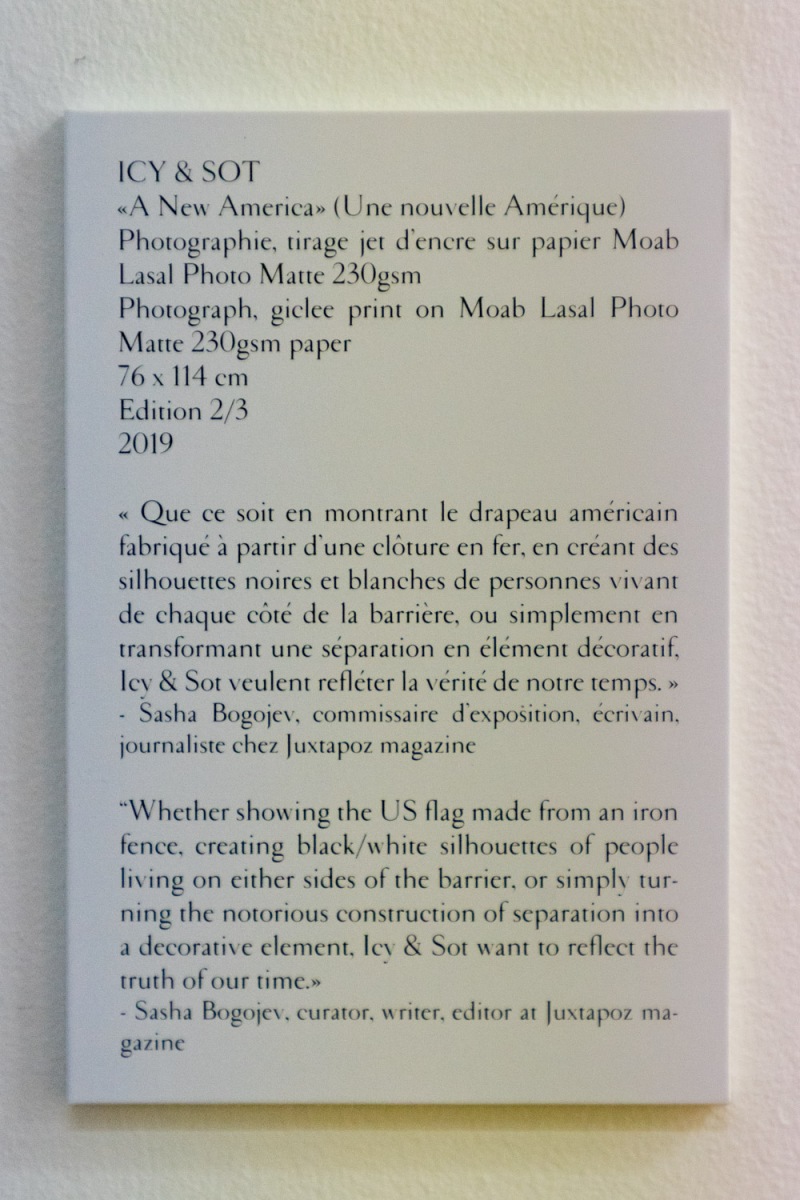 ICY & SOT
«A New America» (Une nouvelle Amérique)
Photographie, tirage jet d'encre sur papier Moab
Lasal Photo Matte 230gsm
Photograph, giclee print on Moab Lasal Photo
Matte 230gsm paper
76 x 114 cm
Edition 2/3
2019
« Que ce soit en montrant le drapeau américain
fabriqué à partir d'une clôture en fer, en créant des
silhouettes noires et blanches de personnes vivant
de chaque côté de la barrière, ou simplement en
transformant une séparation en élément décoratif,
Icy & Sot veulent refléter la vérité de notre temps. »
- Sasha Bogojev, commissaire d'exposition, écrivain,
journaliste chez Juxtapoz magazine
“Whether showing the US flag made from an iron
fence, creating black/white silhouettes of people
living on either sides of the barrier, or simply tur-
ning the notorious construction of separation into
a decorative element, Icy & Sot want to reflect the
truth of our time.»
- Sasha Bogojev, curator, writer, editor at Juxtapoz ma-
gazine